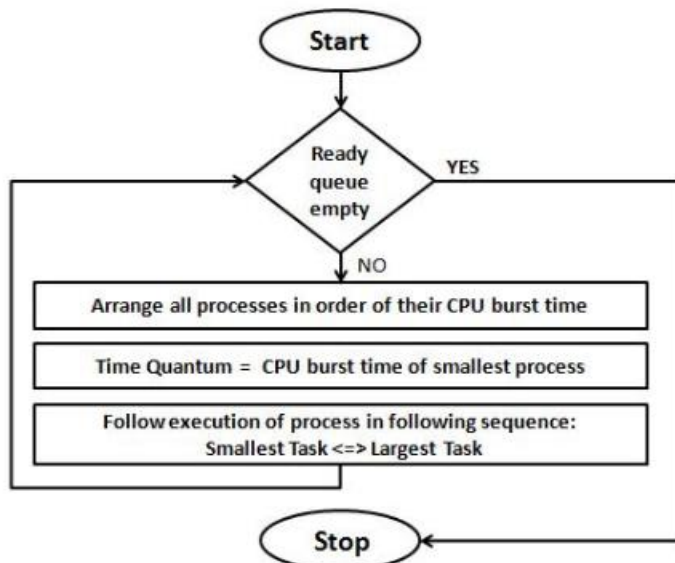 Start
Ready
queue
empty
YES
NO
Arrange all processes in order of their CPU burst time
Time Quantum = CPU burst time of smallest process
Follow execution of process in following sequence:
Smallest Task <=> Largest Task
Stop